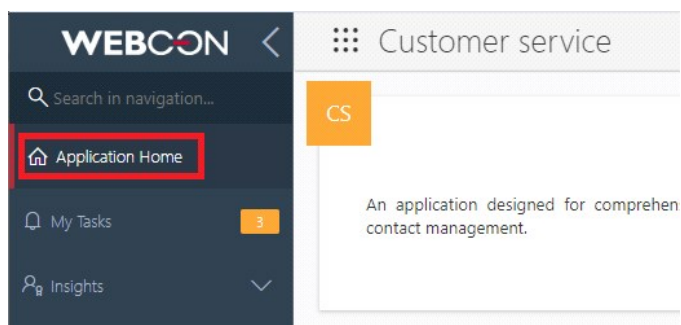 WEBCON
Customer service
Search in navigation...
CS
Application Home
An application designed for
contact management.
My Tasks
3
Insights